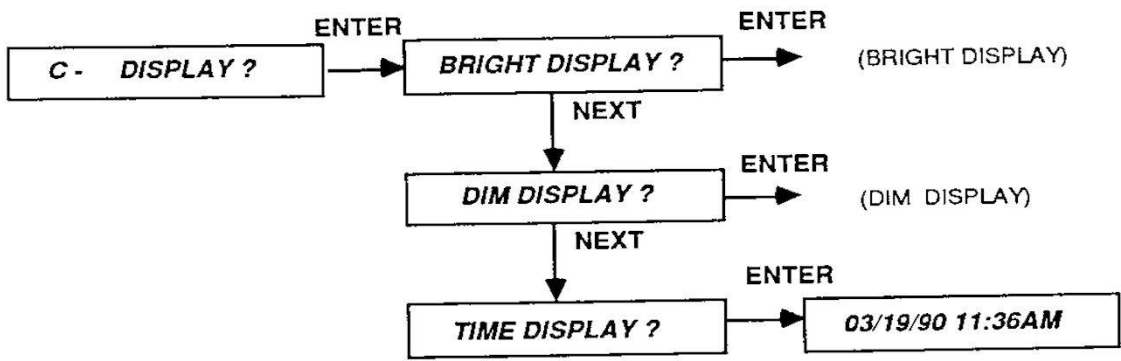 ENTER
ENTER
C - DISPLAY ?
BRIGHT DISPLAY ?
(BRIGHT DISPLAY)
NEXT
ENTER
DIM DISPLAY ?
(DIM DISPLAY)
NEXT
ENTER
TIME DISPLAY ?
03/19/90 11:36AM